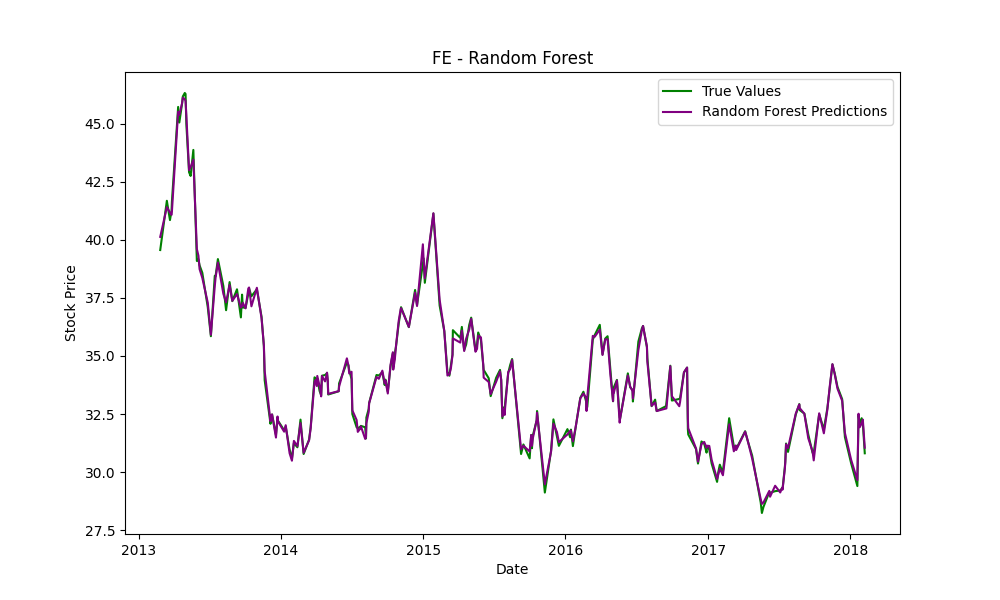 FE - Random Forest
True Values
Random Forest Predictions
Stock Price
45.0
42.5
40.0
37.5
35.0
32.5
30.0
27.5
2013
2014
2015
2016
2017
2018
Date